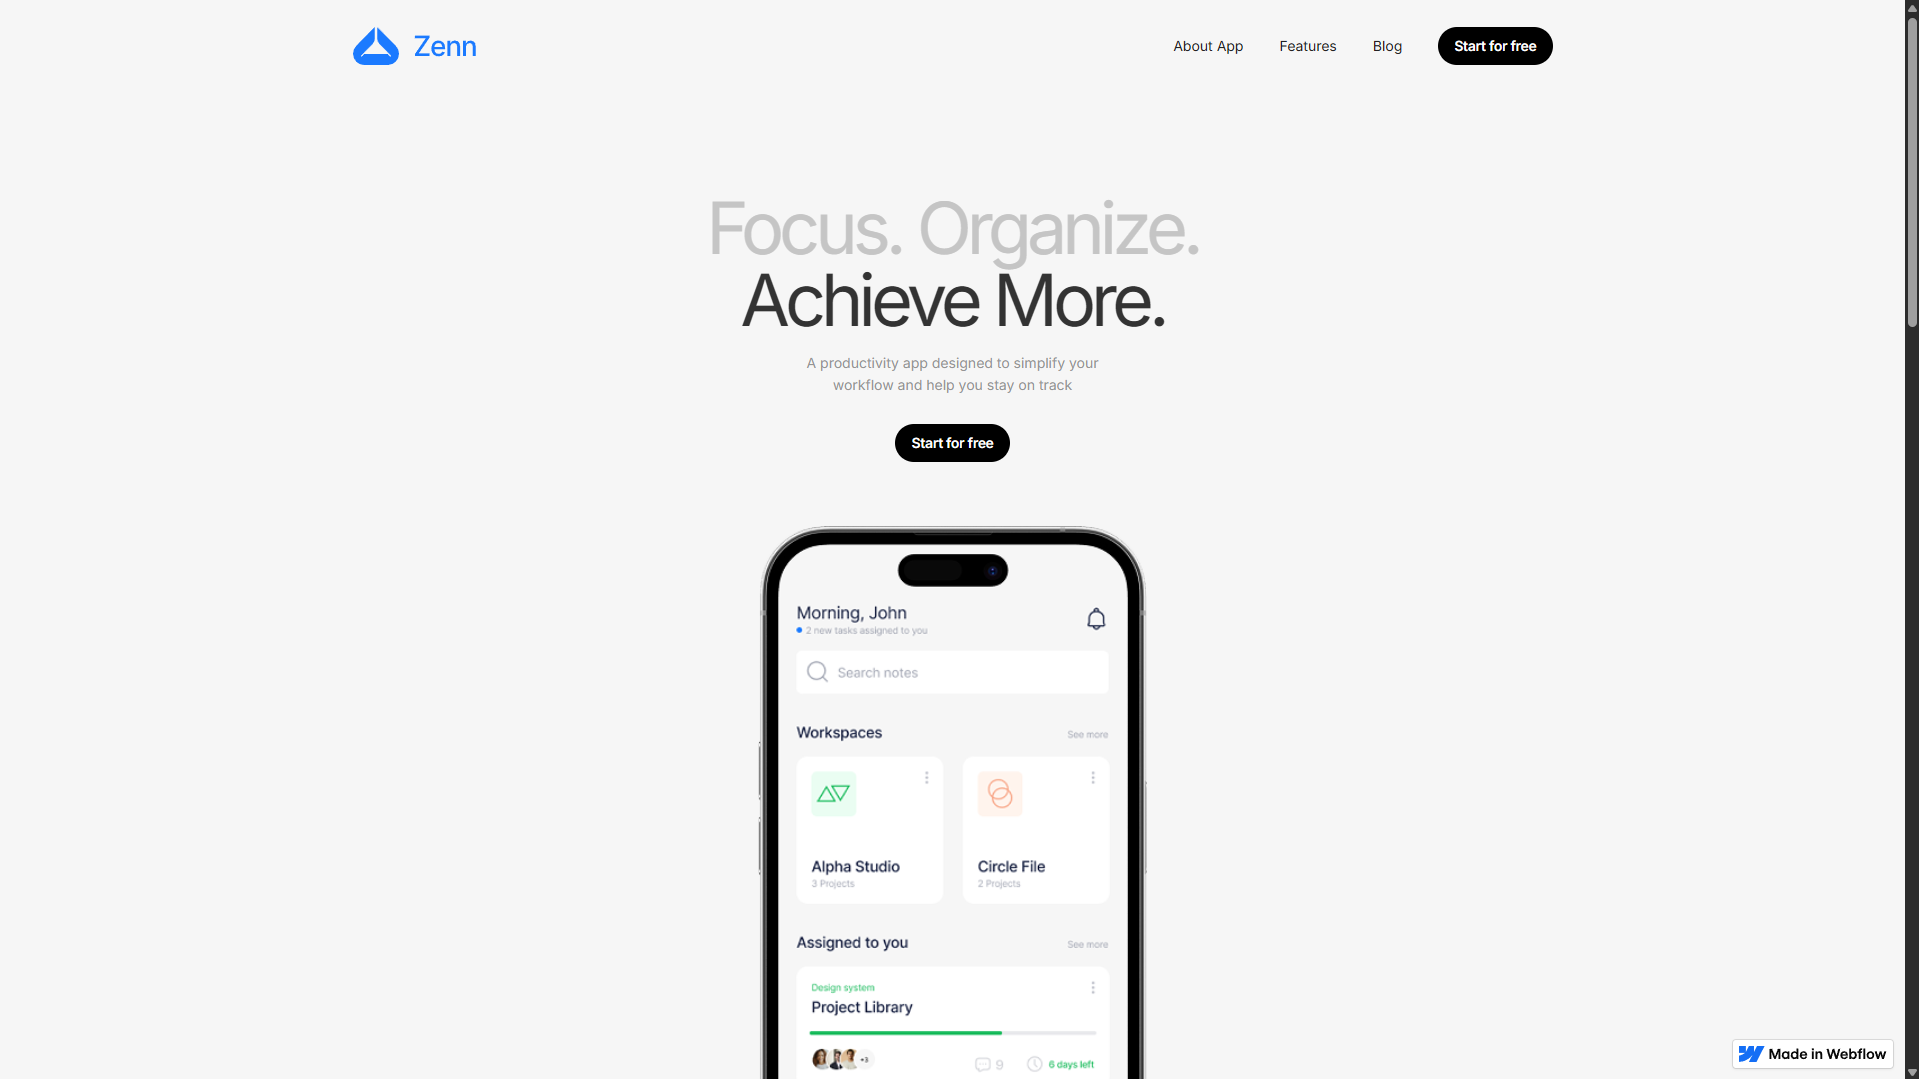 Zenn
About App
Features
Blog
Start for free
Focus. Organize.
Achieve More.
A productivity app designed to simplify your
workflow and help you stay on track
Start for free
Morning, John
2 new tasks assigned to you
Search notes
Workspaces
See more
Alpha Studio
3 Projects
Circle File
2 Projects
Assigned to you
See more
Design system
Project Library
+3
9
6 days left
Made in Webflow